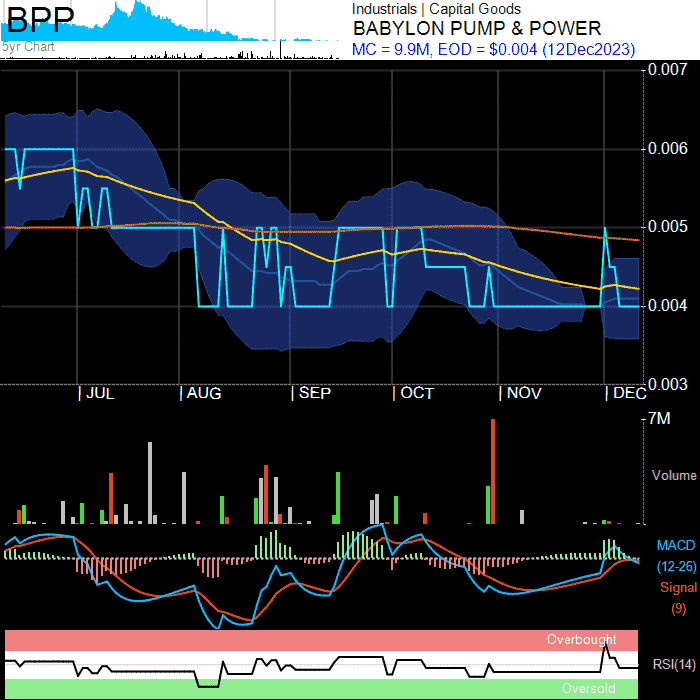 BPP
5yr Chart
Industrials | Capital Goods
BABYLON PUMP & POWER
MC = 9.9M, EOD = $0.004 (12Dec2023)
0.007
0.006
0.005
0.004
0.003
| JUL
| AUG
| SEP
| OCT
| NOV
| DEC
7M
Volume
MACD
(12-26)
Signal
(9)
Overbought
RSI(14)
Oversold